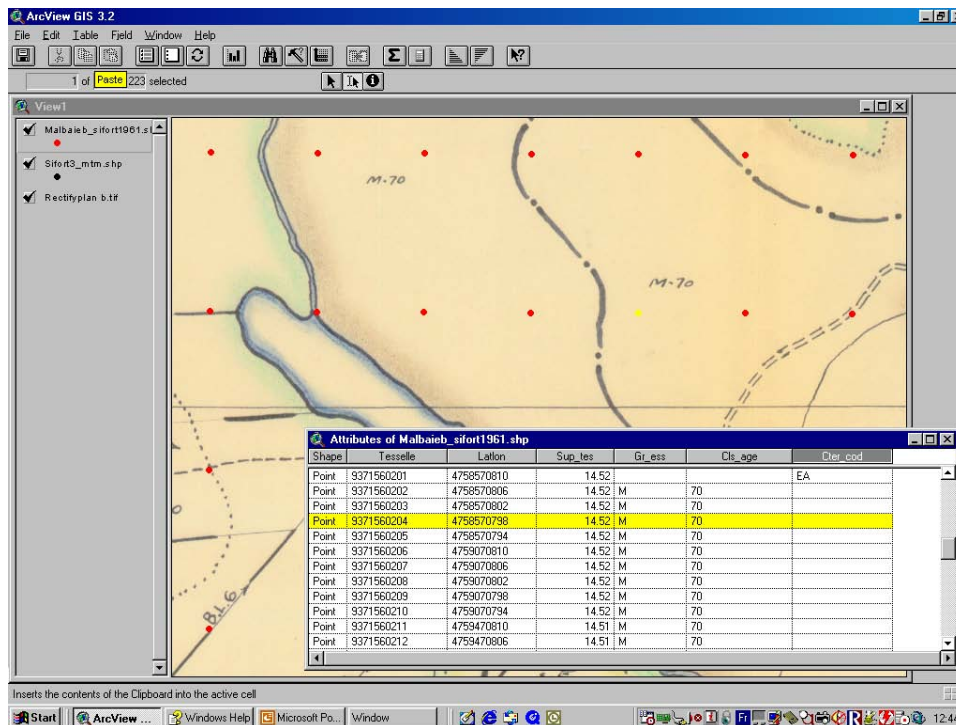 ArcView GIS 3.2
File Edit Table Field Window Help
1 of Paste 223 selected
View1
Malbaieb_sifort1961.s
Sifort3_mtm.shp
Rectifyplan b.tif
M-70
M-70
B.L.9
Attributes of Malbaieb_sifort1961.shp
Shape Tesselle Latlon Sup_tes Gr_ess Cls_age Cter_cod
Point 9371560201 4758570810 14.52 EA
Point 9371560202 4758570806 14.52 M 70
Point 9371560203 4758570802 14.52 M 70
Point 9371560204 4758570798 14.52 M 70
Point 9371560205 4758570794 14.52 M 70
Point 9371560206 4759070810 14.52 M 70
Point 9371560207 4759070806 14.52 M 70
Point 9371560208 4759070802 14.52 M 70
Point 9371560209 4759070798 14.52 M 70
Point 9371560210 4759070794 14.52 M 70
Point 9371560211 4759470810 14.51 M 70
Point 9371560212 4759470806 14.51 M 70
Inserts the contents of the Clipboard into the active cell
Start ArcView ... Windows Help Microsoft Po... Window Fr 12:4